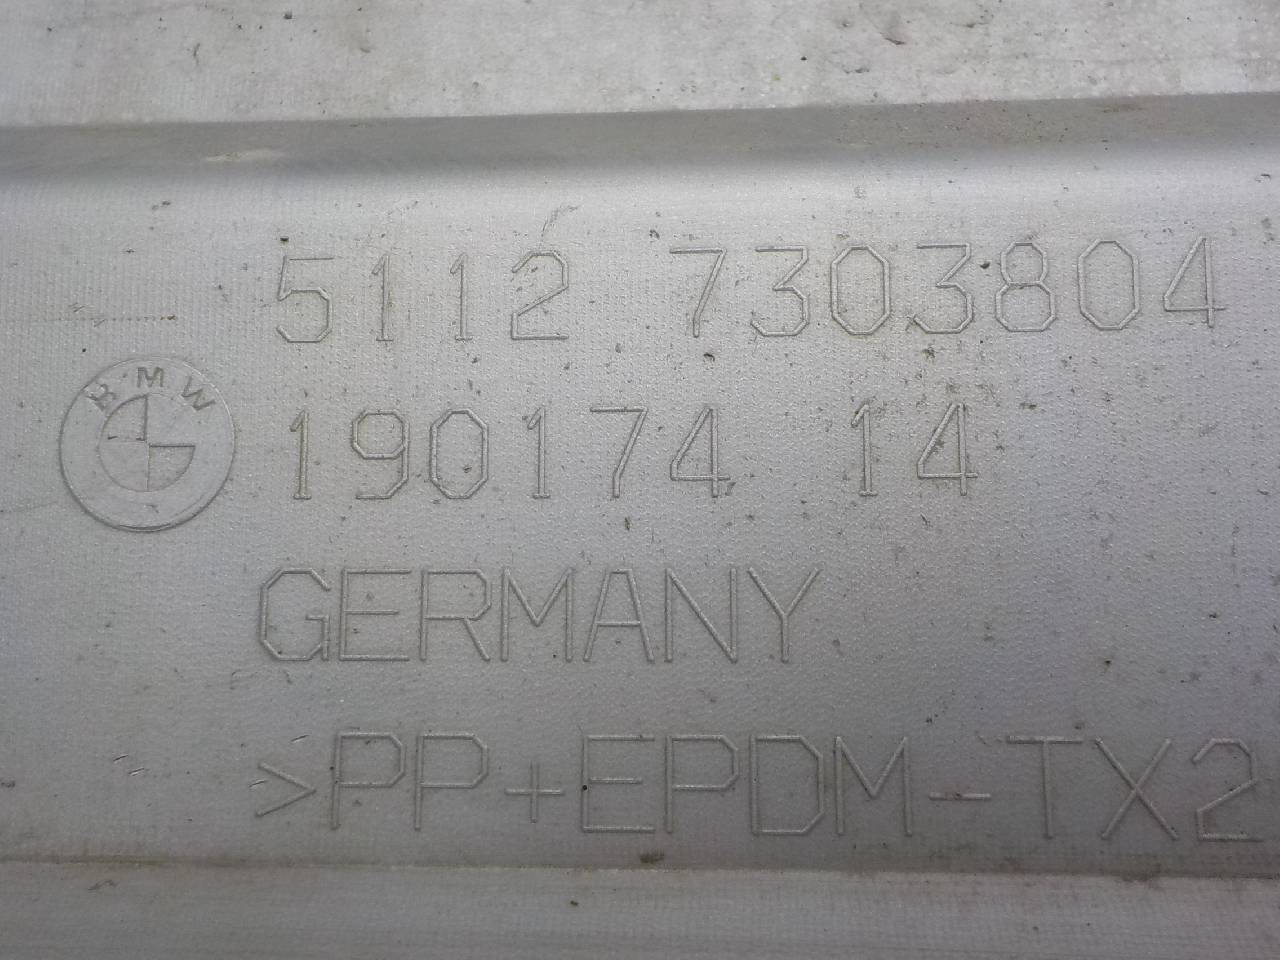 5112 7303804
BMW
190174 14
GERMANY
>PP+EPDM-TX2